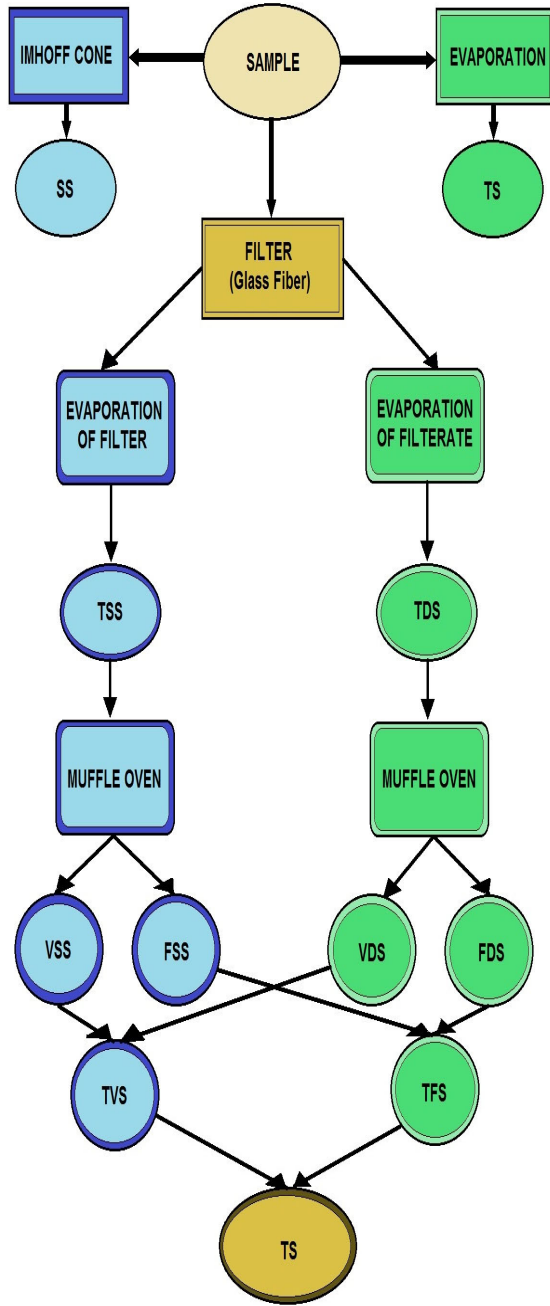 IMHOFF CONE
SAMPLE
EVAPORATION
SS
TS
FILTER
(Glass Fiber)
EVAPORATION
OF FILTER
EVAPORATION
OF FILTERATE
TSS
TDS
MUFFLE OVEN
MUFFLE OVEN
VSS
FSS
VDS
FDS
TVS
TFS
TS